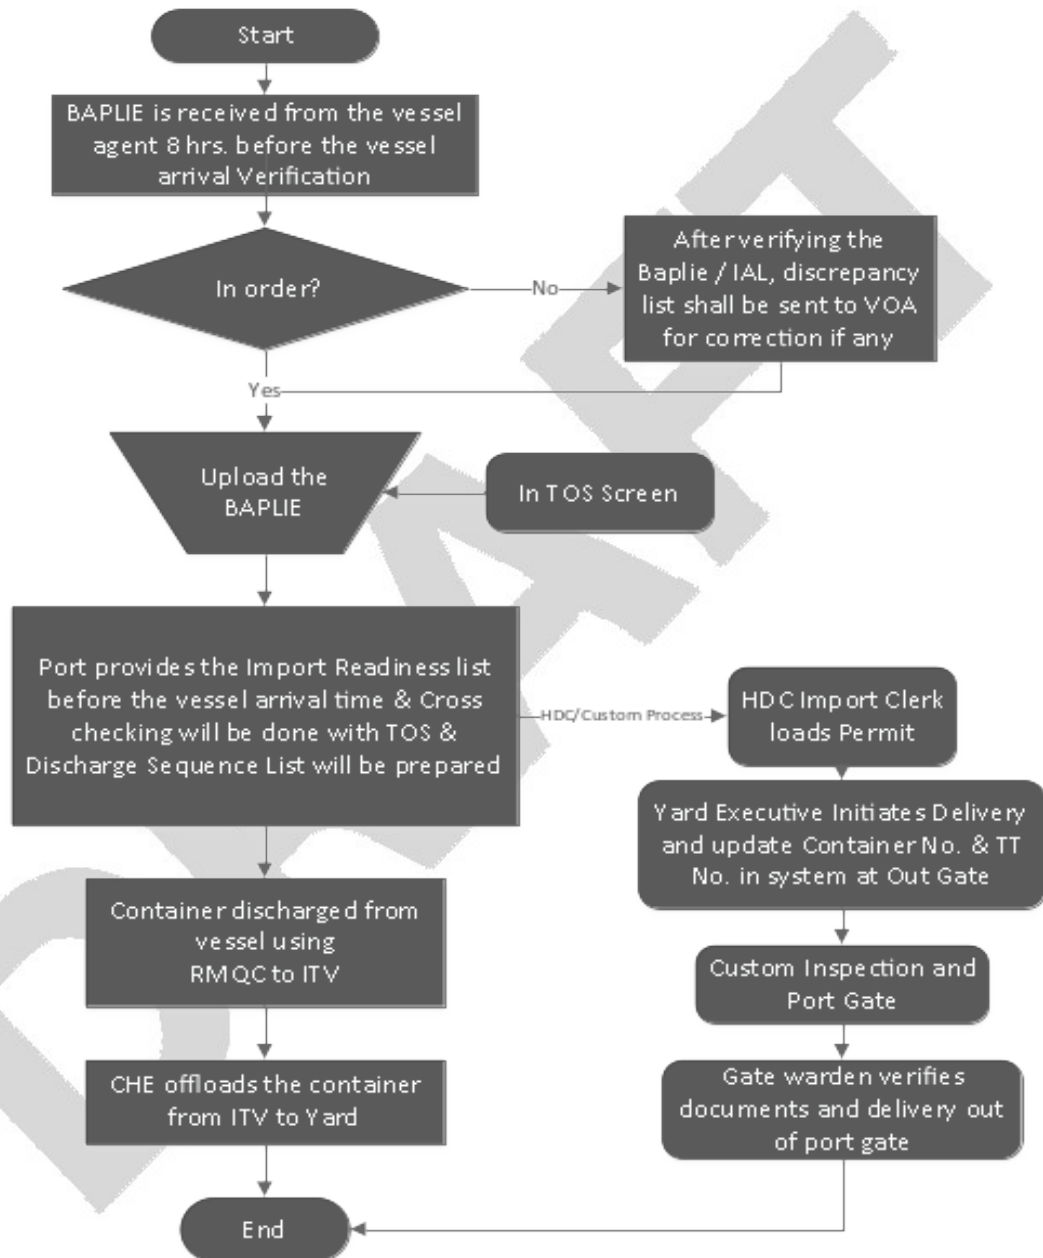 Start
BAPLIE is received from the vessel
agent 8 hrs. before the vessel
arrival Verification
In order?
No
After verifying the
Baplie / IAL, discrepancy
list shall be sent to VOA
for correction if any
Yes
Upload the
BAPLIE
In TOS Screen
Port provides the Import Readiness list
before the vessel arrival time & Cross
checking will be done with TOS &
Discharge Sequence List will be prepared
HDC/Custom Process
HDC Import Clerk
loads Permit
Yard Executive Initiates Delivery
and update Container No. & TT
No. in system at Out Gate
Container discharged from
vessel using
RMQC to ITV
Custom Inspection and
Port Gate
CHE offloads the container
from ITV to Yard
Gate warden verifies
documents and delivery out
of port gate
End
DRAFT